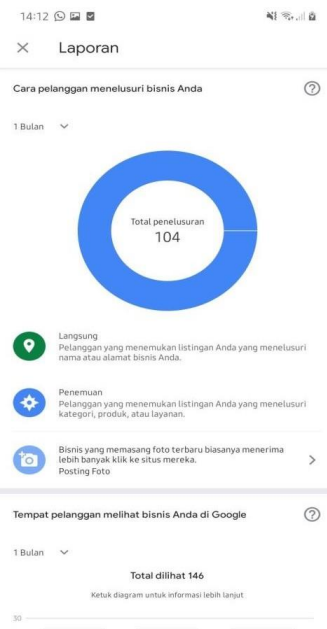 14:12
Laporan
Cara pelanggan menelusuri bisnis Anda
1 Bulan
Total penelusuran
104
Langsung
Pelanggan yang menemukan listingan Anda yang menelusuri
nama atau alamat bisnis Anda.
Penemuan
Pelanggan yang menemukan listingan Anda yang menelusuri
kategori, produk, atau layanan.
Bisnis yang memasang foto terbaru biasanya menerima
lebih banyak klik ke situs mereka.
Posting Foto
Tempat pelanggan melihat bisnis Anda di Google
1 Bulan
Total dilihat 146
Ketuk diagram untuk informasi lebih lanjut
30